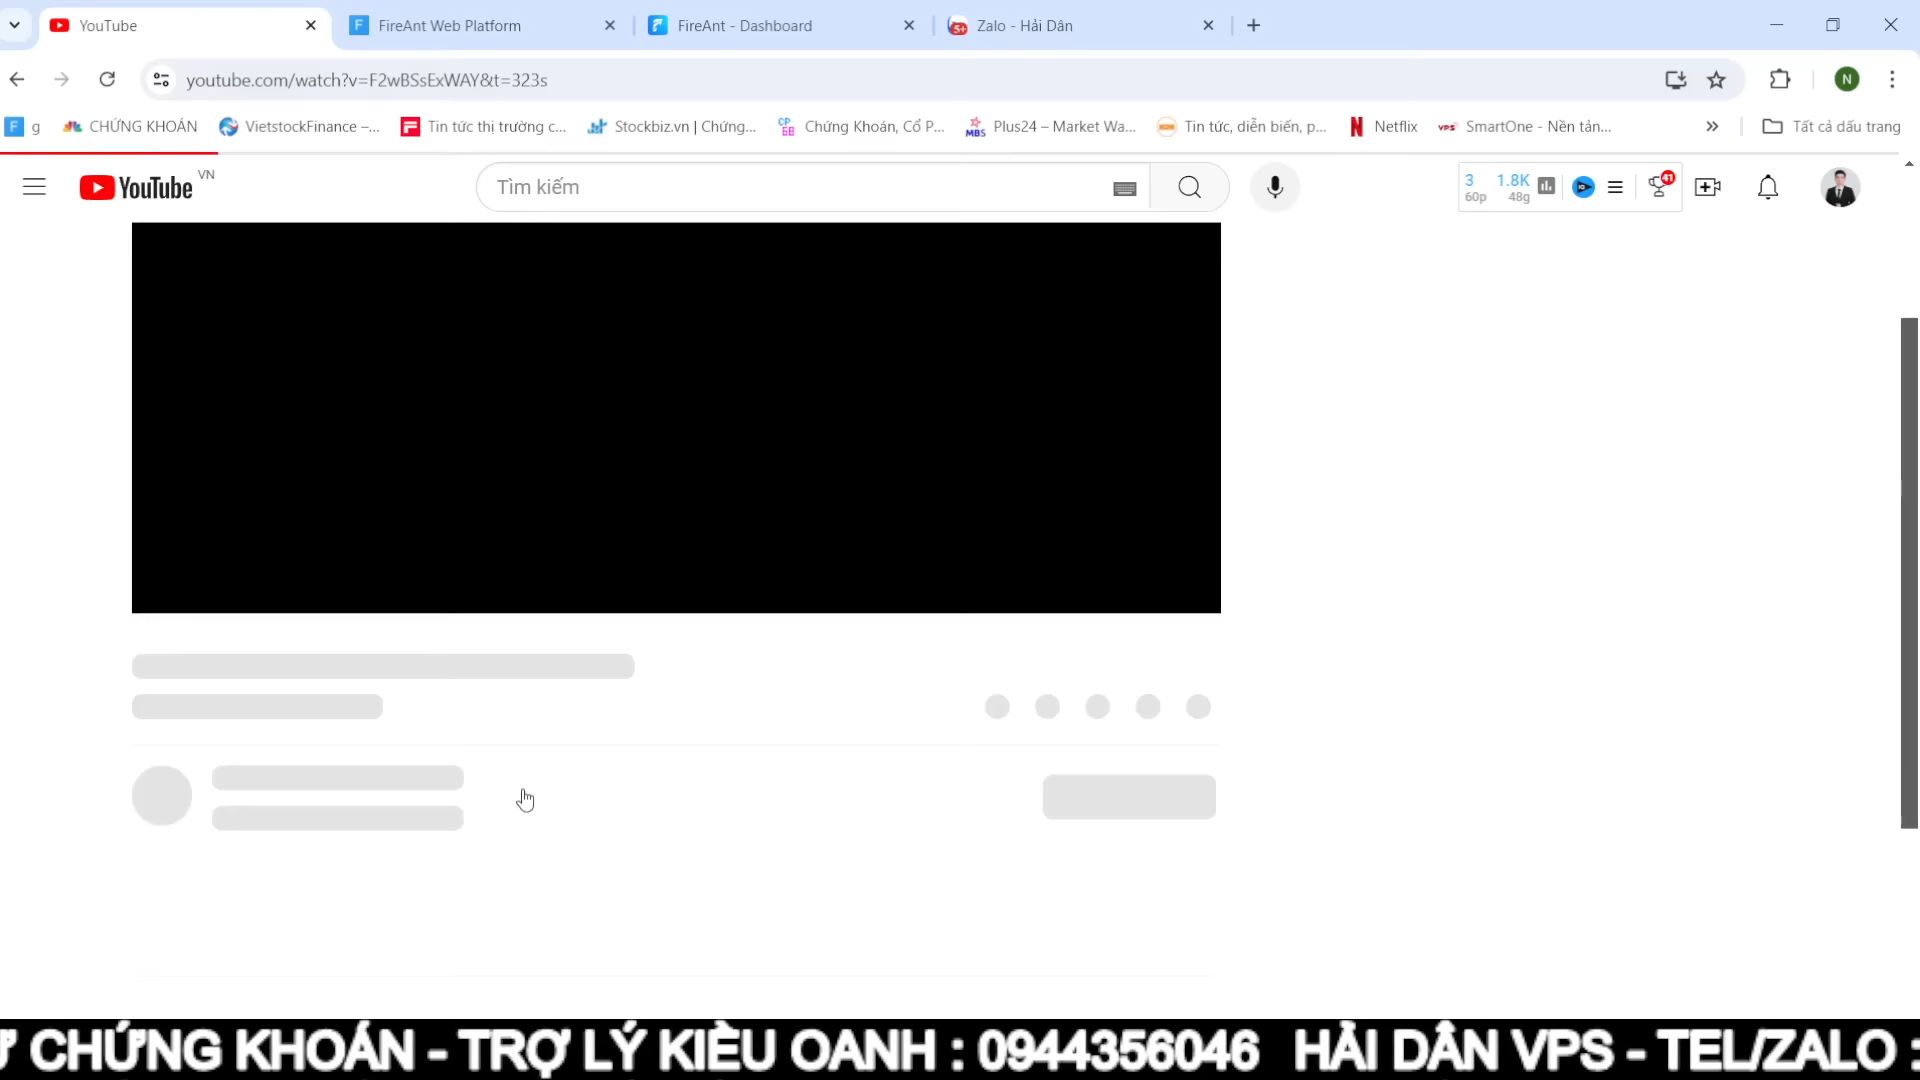 YouTube
FireAnt Web Platform
FireAnt - Dashboard
Zalo - Hải Dân
youtube.com/watch?v=F2wBSsExWAY&t=323s
N
g
CHỨNG KHOÁN
VietstockFinance –...
Tin tức thị trường c...
Stockbiz.vn | Chứng...
Chứng Khoán, Cổ P...
Plus24 – Market Wa...
Tin tức, diễn biến, p...
Netflix
SmartOne - Nền tản...
Tất cả dấu trang
YouTube VN
Tìm kiếm
3 1.8K
60p 48g
41
Ư CHỨNG KHOÁN - TRỢ LÝ KIỀU OANH : 0944356046 HẢI DÂN VPS - TEL/ZALO :